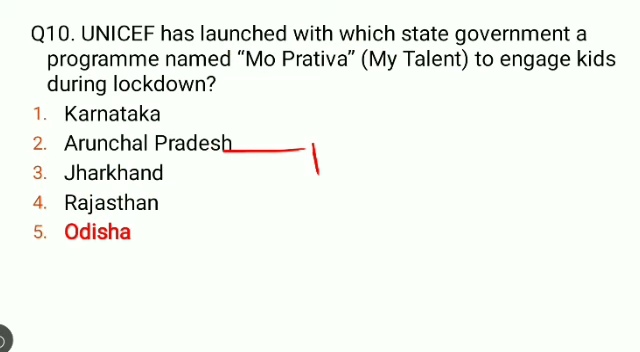 Q10. UNICEF has launched with which state government a
programme named “Mo Prativa” (My Talent) to engage kids
during lockdown?
1. Karnataka
2. Arunchal Pradesh
3. Jharkhand
4. Rajasthan
5. Odisha